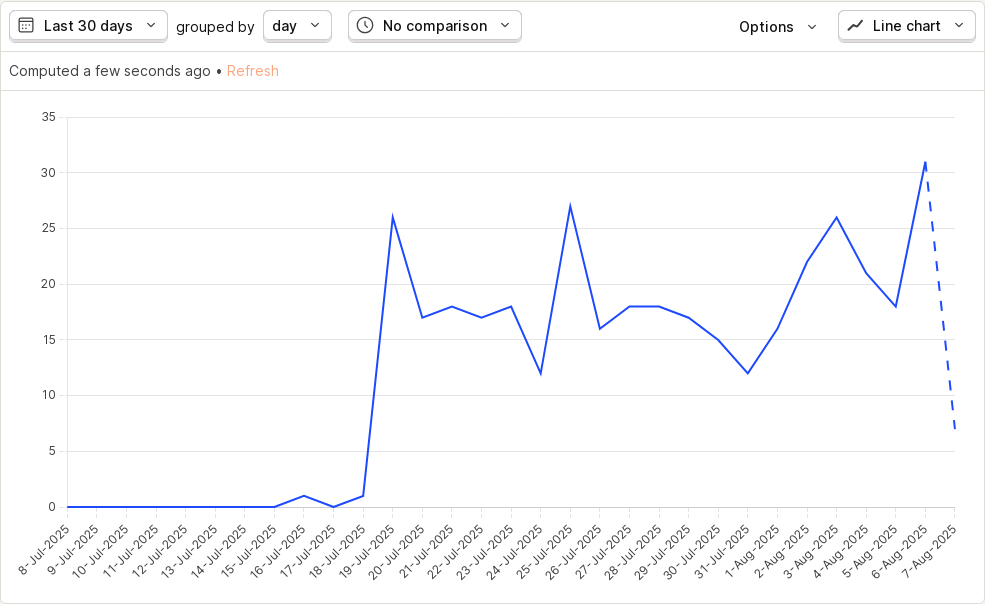 Last 30 days grouped by day No comparison Options Line chart
Computed a few seconds ago • Refresh
35
30
25
20
15
10
5
0
8-Jul-2025
9-Jul-2025
10-Jul-2025
11-Jul-2025
12-Jul-2025
13-Jul-2025
14-Jul-2025
15-Jul-2025
16-Jul-2025
17-Jul-2025
18-Jul-2025
19-Jul-2025
20-Jul-2025
21-Jul-2025
22-Jul-2025
23-Jul-2025
24-Jul-2025
25-Jul-2025
26-Jul-2025
27-Jul-2025
28-Jul-2025
29-Jul-2025
30-Jul-2025
31-Jul-2025
1-Aug-2025
2-Aug-2025
3-Aug-2025
4-Aug-2025
5-Aug-2025
6-Aug-2025
7-Aug-2025